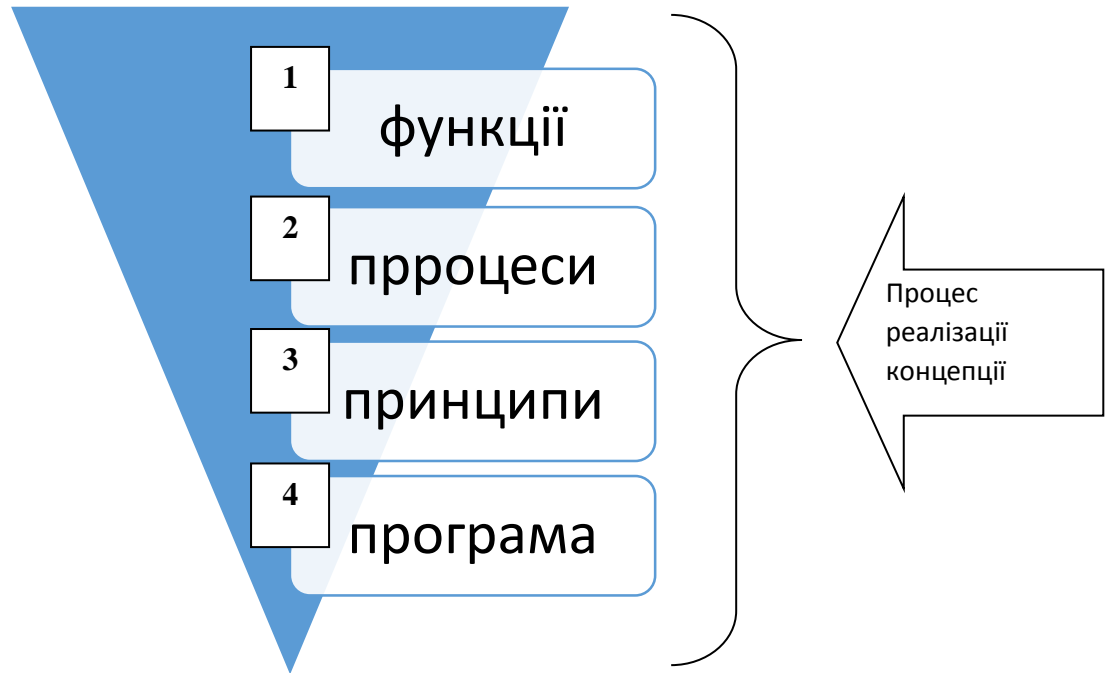 1
функції
2
прроцеси
3
принципи
4
програма
Процес
реалізації
концепції